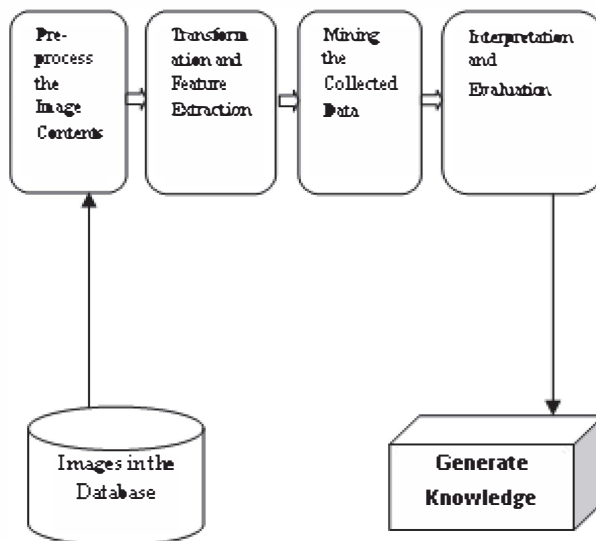 Pre-
process
the
Image
Contents
Transform
ation and
Feature
Extraction
Mining
the
Collected
Data
Interpretation
and
Evaluation
Images in the
Database
Generate
Knowledge